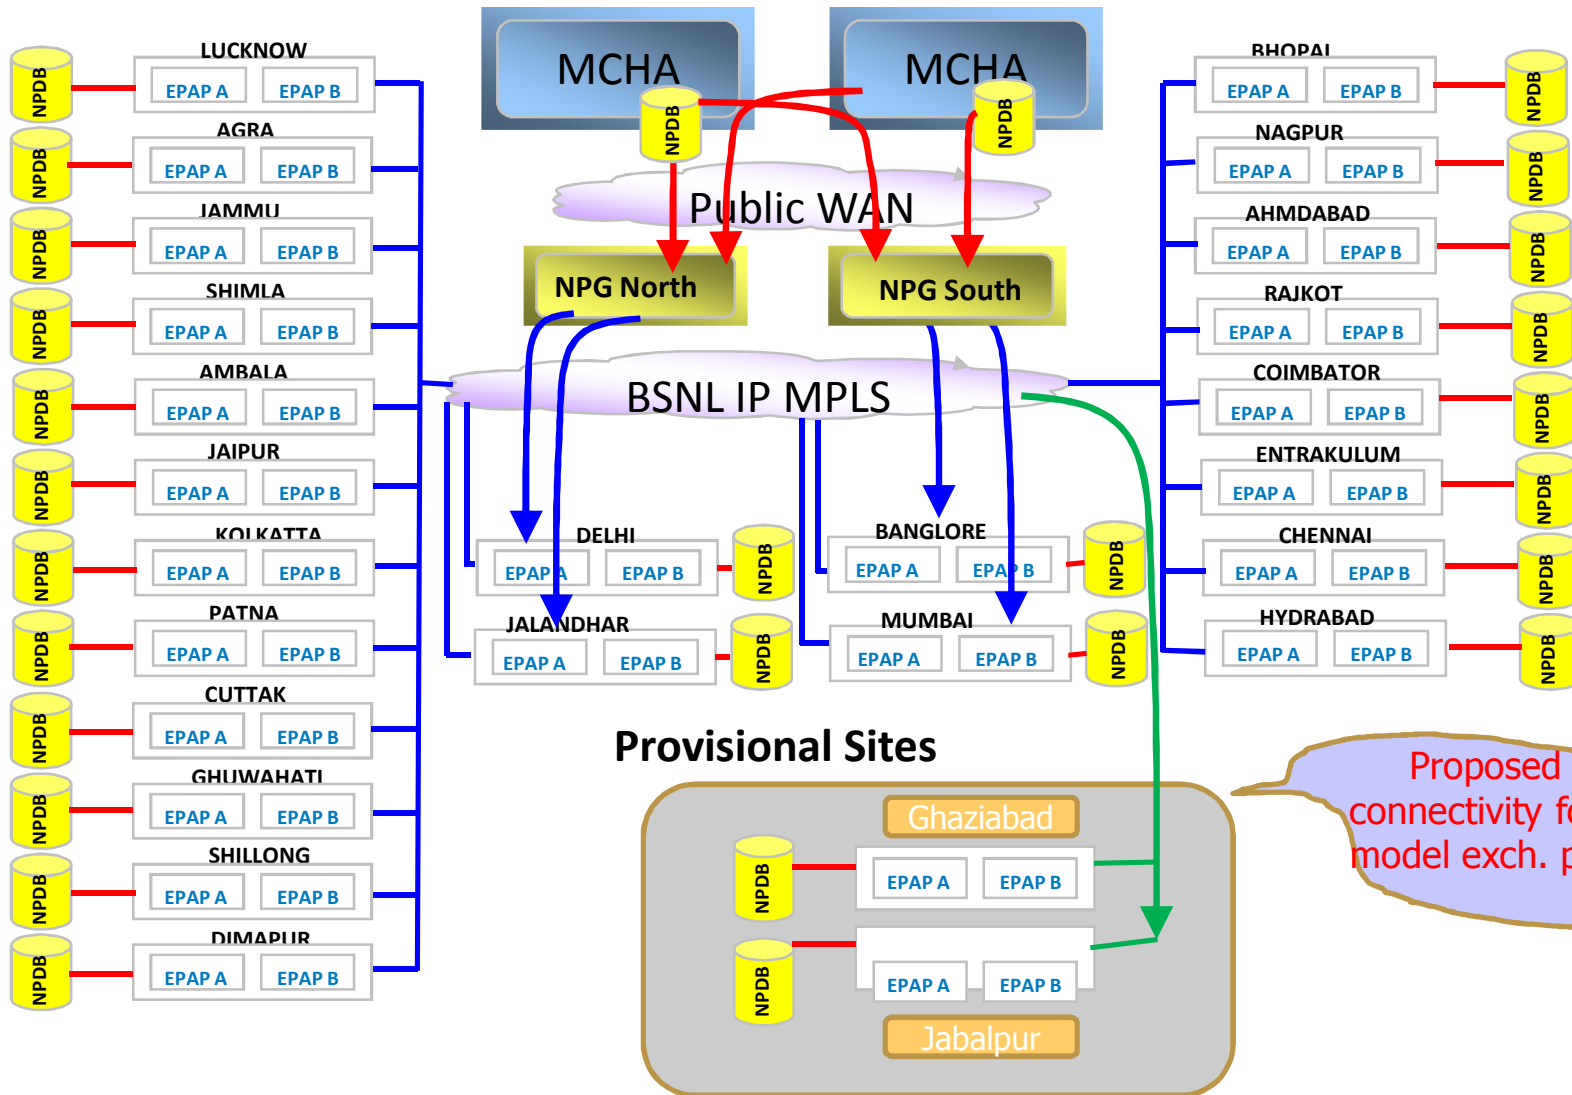 MCHA
MCHA
NPDB
NPDB
Public WAN
NPG North
NPG South
BSNL IP MPLS
LUCKNOW
NPDB
EPAP A
EPAP B
AGRA
NPDB
EPAP A
EPAP B
JAMMU
NPDB
EPAP A
EPAP B
SHIMLA
NPDB
EPAP A
EPAP B
AMBALA
NPDB
EPAP A
EPAP B
JAIPUR
NPDB
EPAP A
EPAP B
KOLKATTA
NPDB
EPAP A
EPAP B
PATNA
NPDB
EPAP A
EPAP B
CUTTAK
NPDB
EPAP A
EPAP B
GHUWAHATI
NPDB
EPAP A
EPAP B
SHILLONG
NPDB
EPAP A
EPAP B
DIMAPUR
NPDB
EPAP A
EPAP B
DELHI
EPAP A
EPAP B
NPDB
JALANDHAR
EPAP A
EPAP B
NPDB
BANGLORE
EPAP A
EPAP B
NPDB
MUMBAI
EPAP A
EPAP B
NPDB
BHOPAL
EPAP A
EPAP B
NPDB
NAGPUR
EPAP A
EPAP B
NPDB
AHMDABAD
EPAP A
EPAP B
NPDB
RAJKOT
EPAP A
EPAP B
NPDB
COIMBATOR
EPAP A
EPAP B
NPDB
ENTRAKULUM
EPAP A
EPAP B
NPDB
CHENNAI
EPAP A
EPAP B
NPDB
HYDRABAD
EPAP A
EPAP B
NPDB
Provisional Sites
Ghaziabad
NPDB
EPAP A
EPAP B
NPDB
EPAP A
EPAP B
Jabalpur
Proposed
connectivity
model exch.